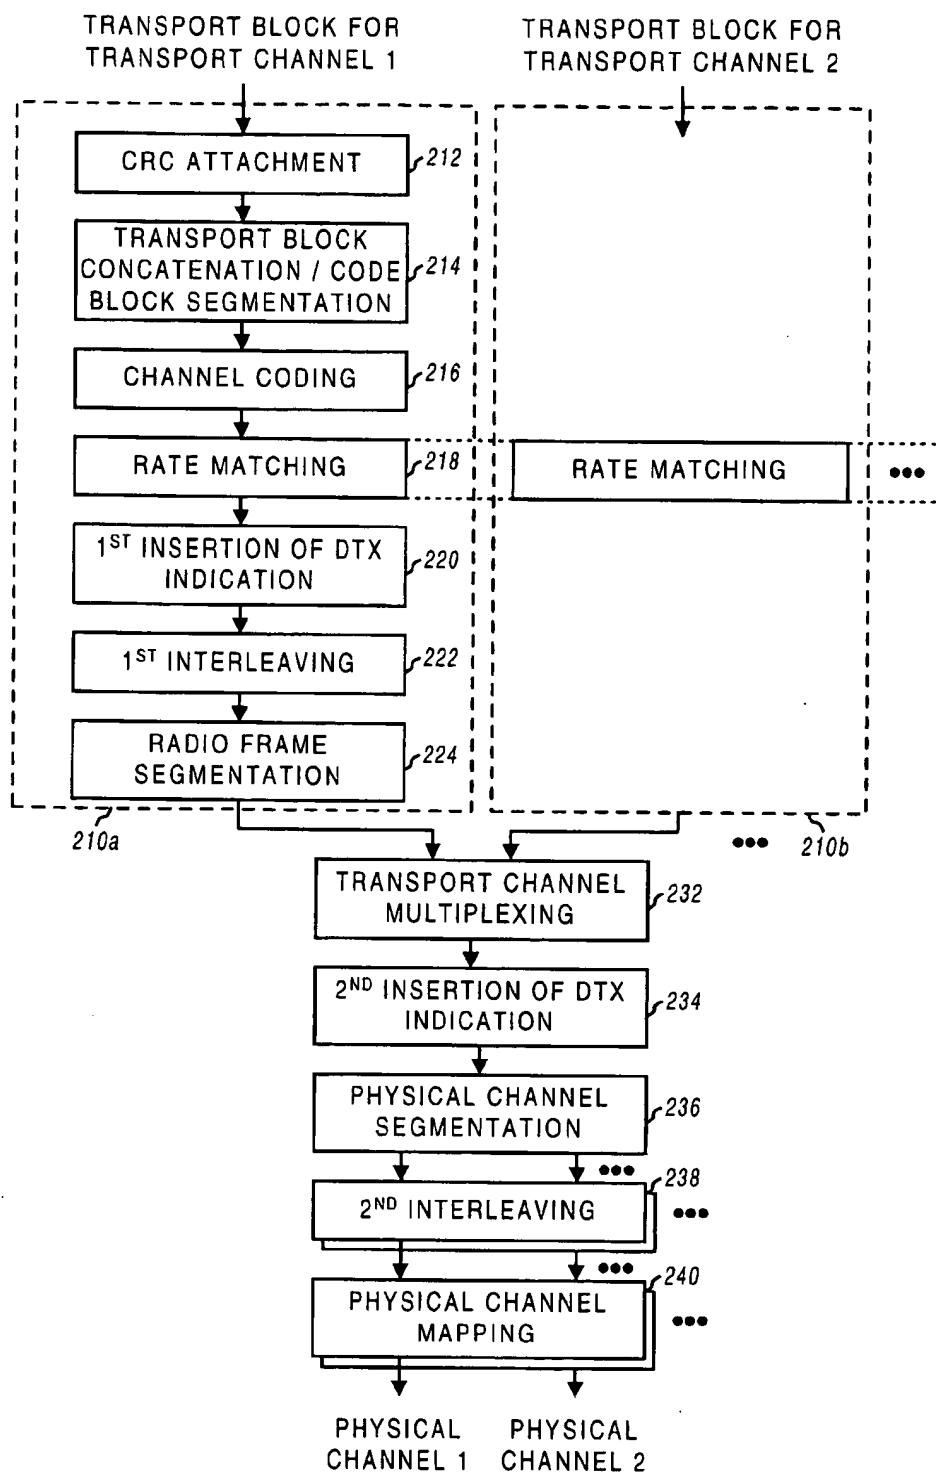 TRANSPORT BLOCK FOR
TRANSPORT CHANNEL 1
TRANSPORT BLOCK FOR
TRANSPORT CHANNEL 2
CRC ATTACHMENT
212
TRANSPORT BLOCK
CONCATENATION / CODE
BLOCK SEGMENTATION
214
CHANNEL CODING
216
RATE MATCHING
218
RATE MATCHING
1ST INSERTION OF DTX
INDICATION
220
1ST INTERLEAVING
222
RADIO FRAME
SEGMENTATION
224
210a
210b
TRANSPORT CHANNEL
MULTIPLEXING
232
2ND INSERTION OF DTX
INDICATION
234
PHYSICAL CHANNEL
SEGMENTATION
236
2ND INTERLEAVING
238
PHYSICAL CHANNEL
MAPPING
240
PHYSICAL
CHANNEL 1
PHYSICAL
CHANNEL 2